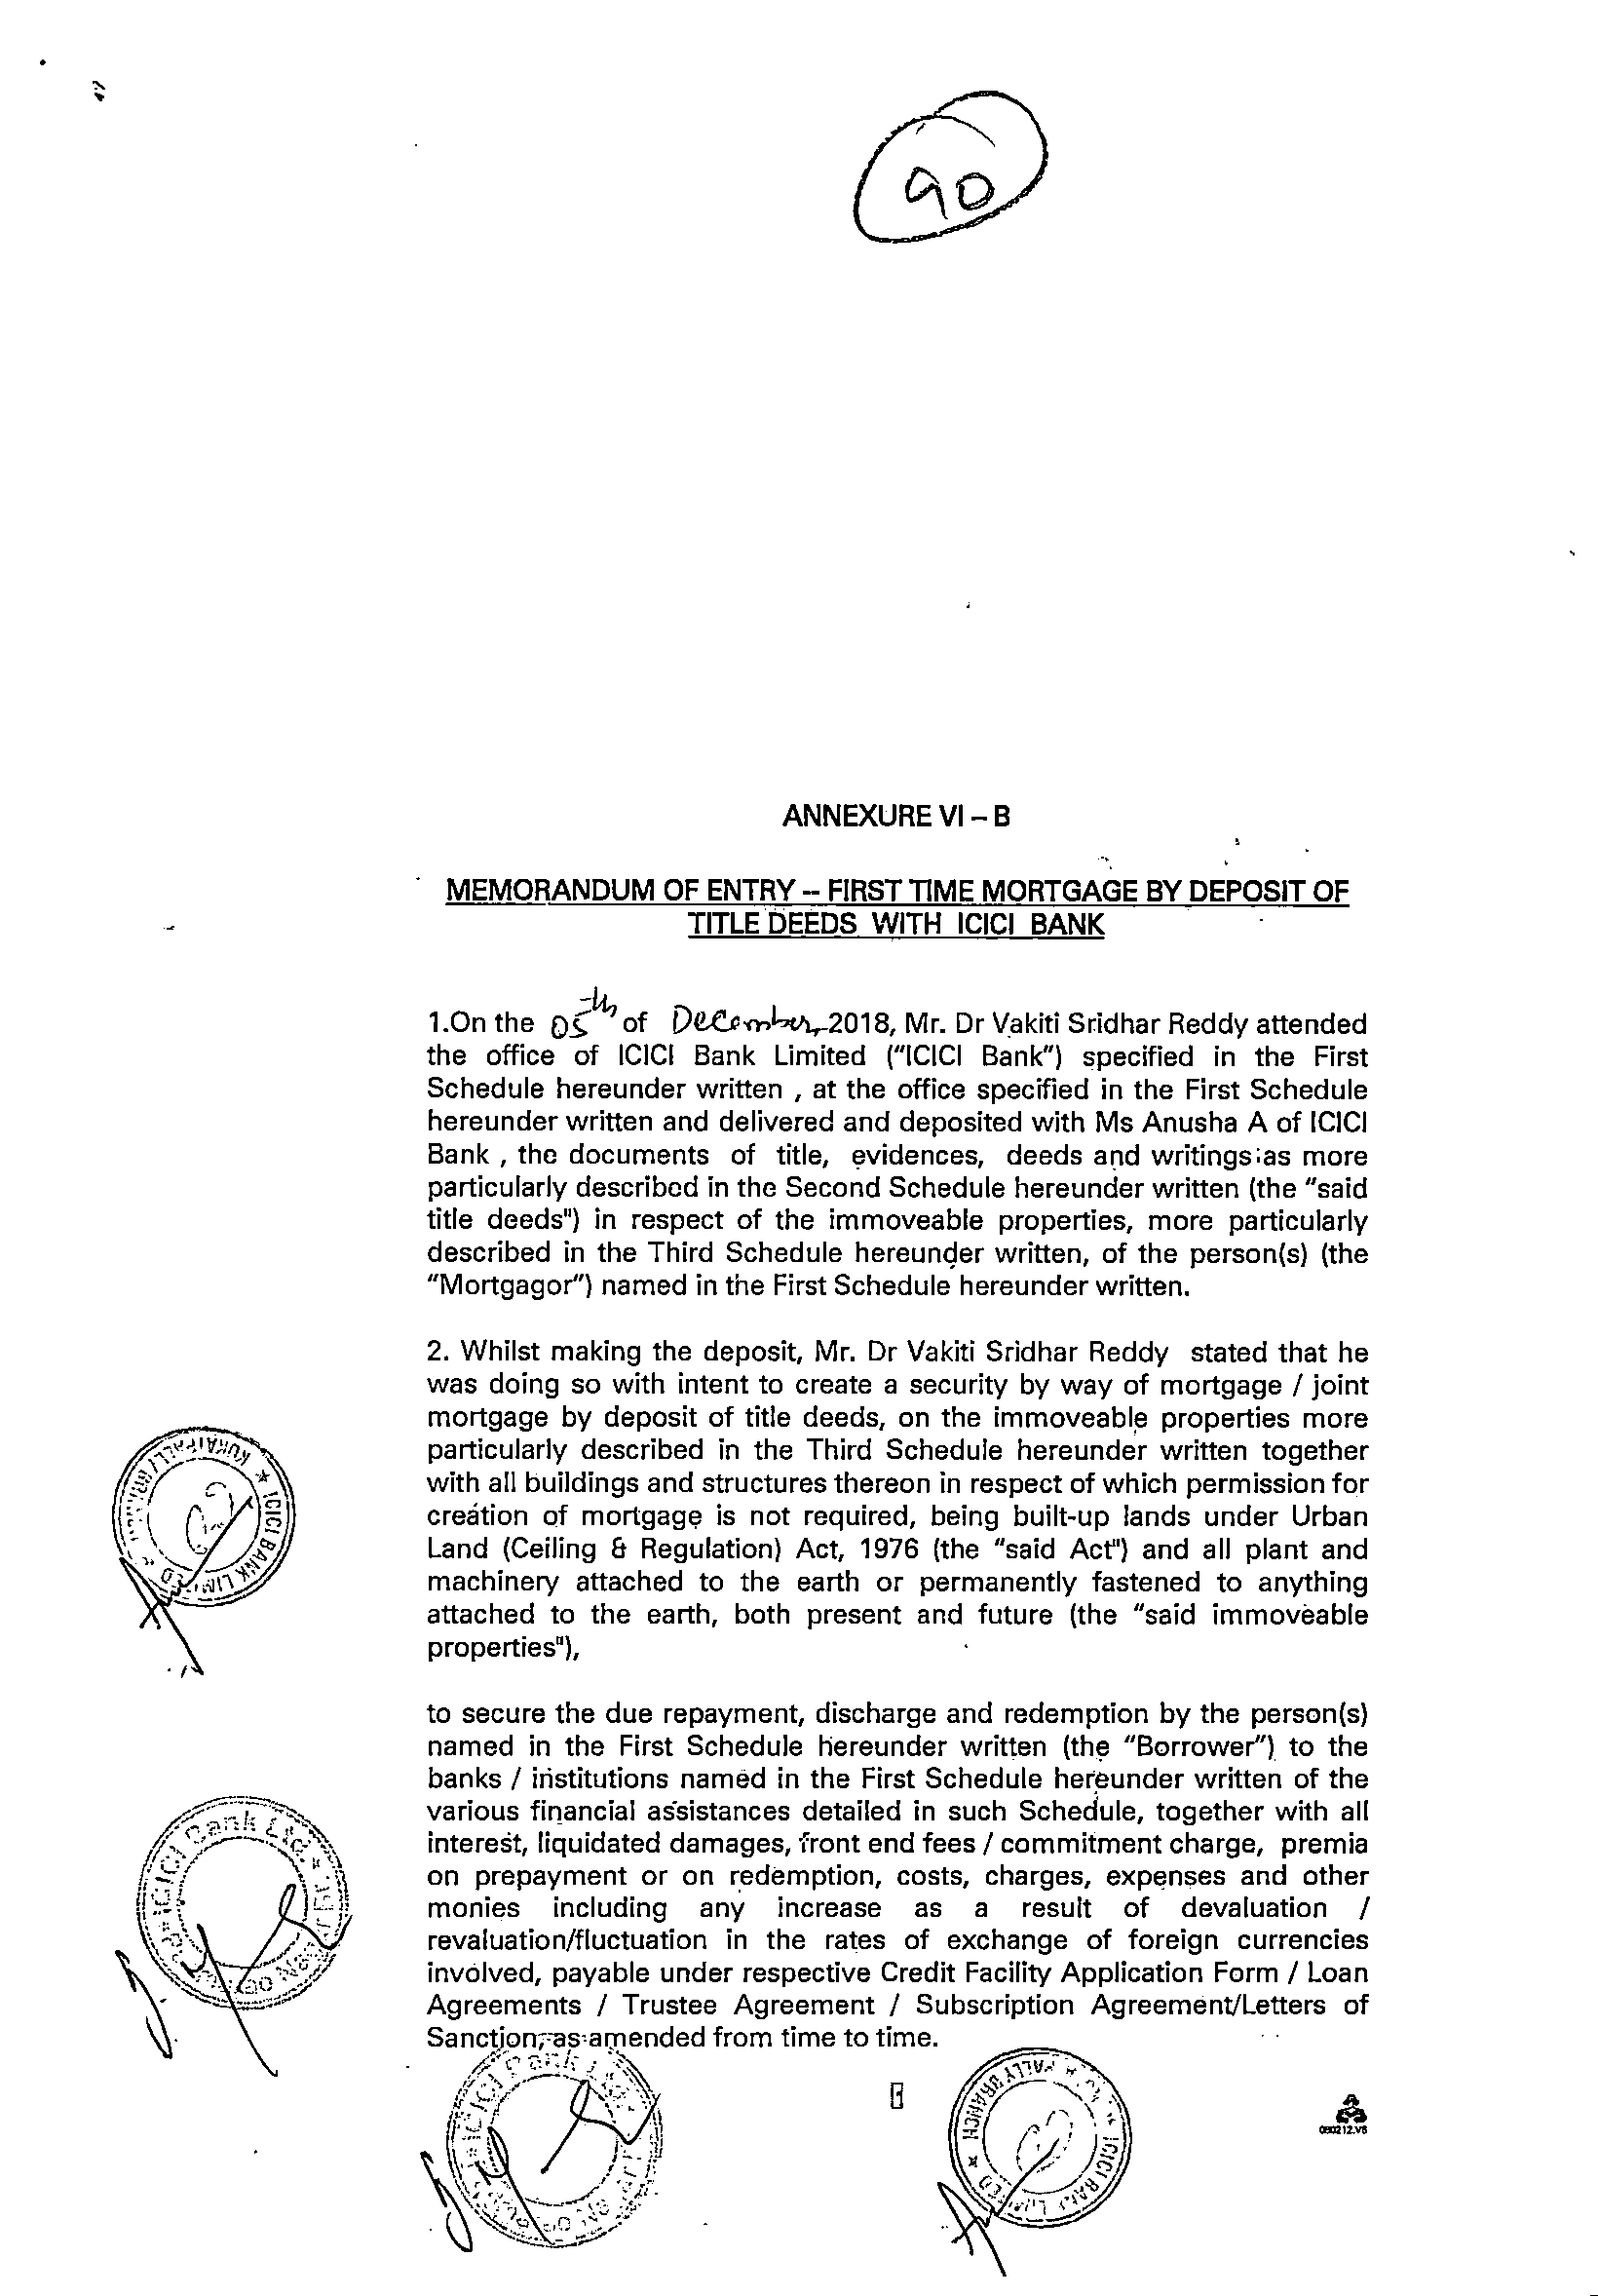 90
ANNEXURE VI – B
MEMORANDUM OF ENTRY – FIRST TIME MORTGAGE BY DEPOSIT OF
TITLE DEEDS WITH ICICI BANK
1.On the 05th of December 2018, Mr. Dr Vakiti Sridhar Reddy attended
the office of ICICI Bank Limited ("ICICI Bank") specified in the First
Schedule hereunder written , at the office specified in the First Schedule
hereunder written and delivered and deposited with Ms Anusha A of ICICI
Bank , the documents of title, evidences, deeds and writings as more
particularly described in the Second Schedule hereunder written (the "said
title deeds") in respect of the immoveable properties, more particularly
described in the Third Schedule hereunder written, of the person(s) (the
"Mortgagor") named in the First Schedule hereunder written.
2. Whilst making the deposit, Mr. Dr Vakiti Sridhar Reddy stated that he
was doing so with intent to create a security by way of mortgage / joint
mortgage by deposit of title deeds, on the immoveable properties more
particularly described in the Third Schedule hereunder written together
with all buildings and structures thereon in respect of which permission for
creation of mortgage is not required, being built-up lands under Urban
Land (Ceiling & Regulation) Act, 1976 (the "said Act") and all plant and
machinery attached to the earth or permanently fastened to anything
attached to the earth, both present and future (the "said immoveable
properties"),
to secure the due repayment, discharge and redemption by the person(s)
named in the First Schedule hereunder written (the "Borrower") to the
banks / institutions named in the First Schedule hereunder written of the
various financial assistances detailed in such Schedule, together with all
interest, liquidated damages, front end fees / commitment charge, premia
on prepayment or on redemption, costs, charges, expenses and other
monies including any increase as a result of devaluation /
revaluation/fluctuation in the rates of exchange of foreign currencies
involved, payable under respective Credit Facility Application Form / Loan
Agreements / Trustee Agreement / Subscription Agreement/Letters of
Sanction, as amended from time to time.
ICICI BANK LIMITED
ICICI Bank Ltd.
ICICI Bank
ICICI BANK LIMITED ★ PALLY BRANCH ★
080212.V6